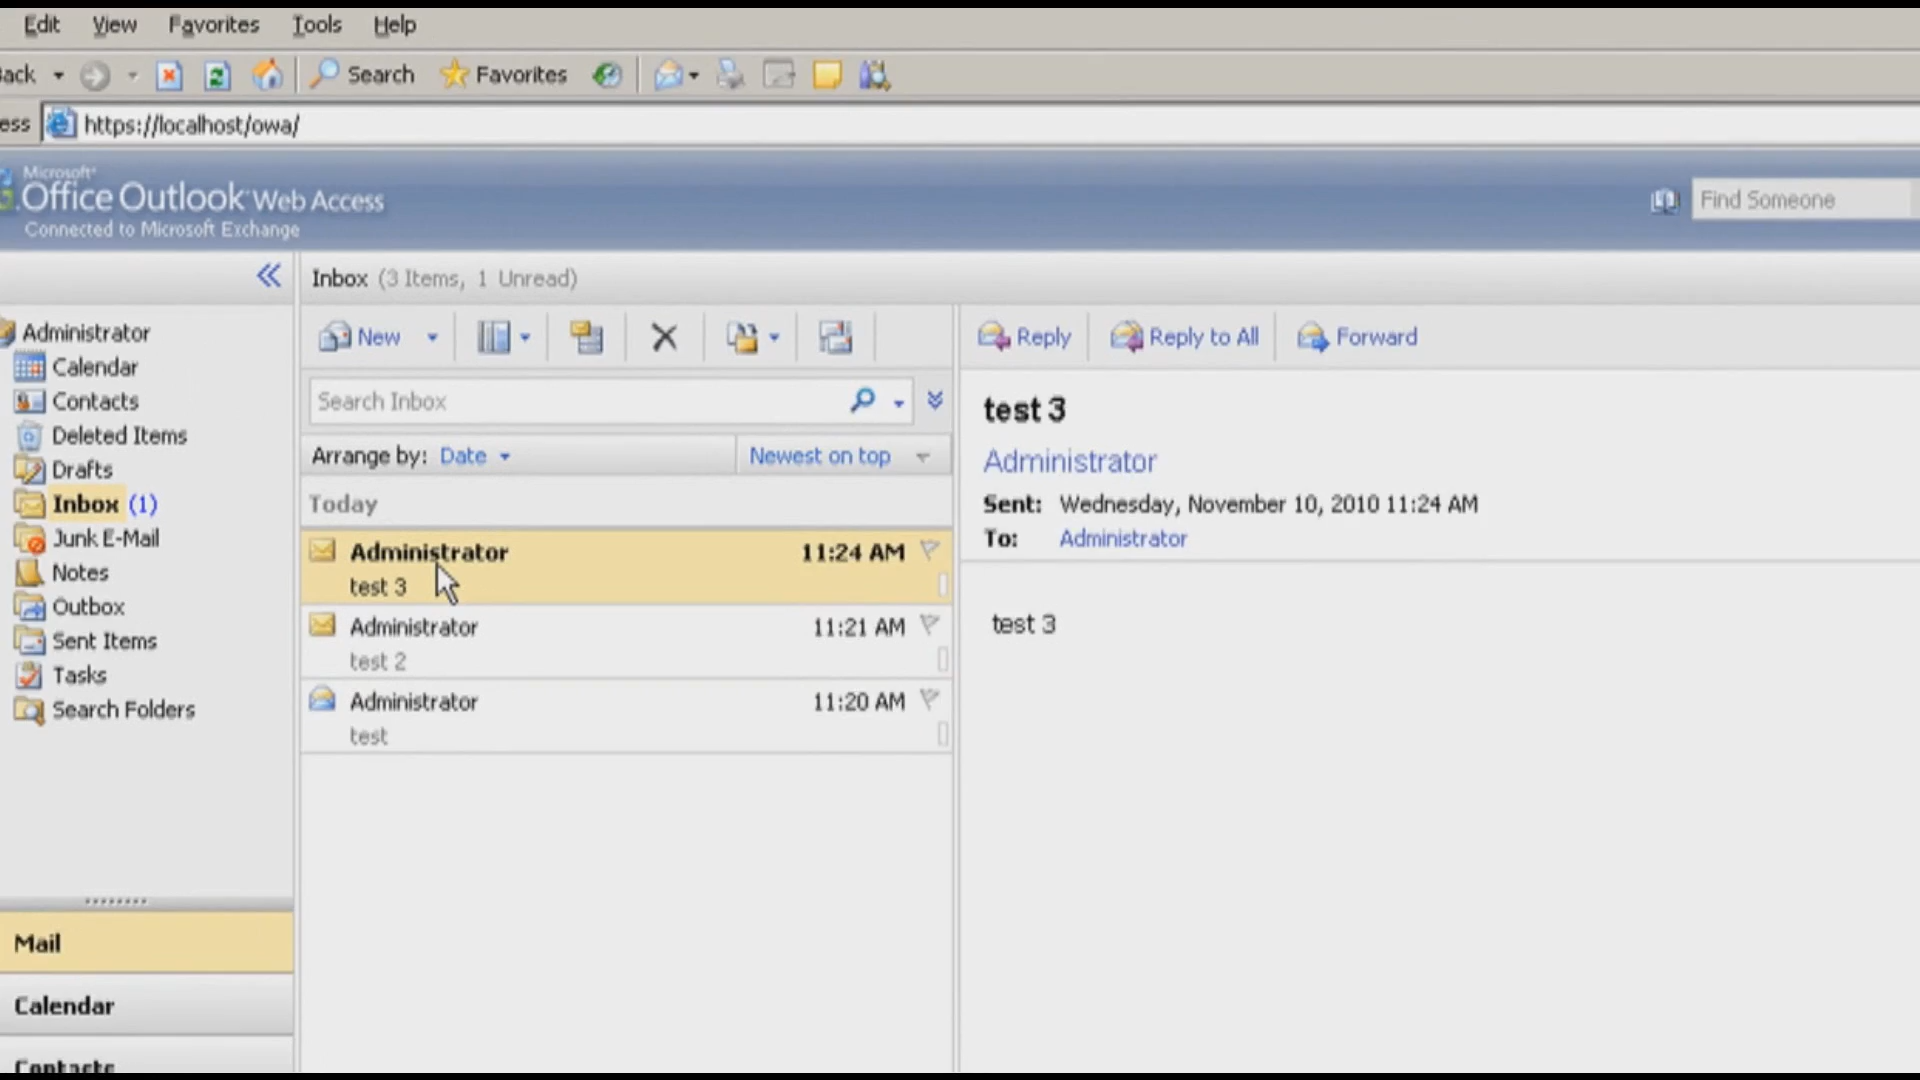 Edit View Favorites Tools Help
Back Search Favorites
ess https://localhost/owa/
Microsoft
Office Outlook Web Access
Connected to Microsoft Exchange
Find Someone
Inbox (3 Items, 1 Unread)
Administrator
Calendar
Contacts
Deleted Items
Drafts
Inbox (1)
Junk E-Mail
Notes
Outbox
Sent Items
Tasks
Search Folders
Mail
Calendar
Contacts
New
Search Inbox
Arrange by: Date Newest on top
Today
Administrator 11:24 AM
test 3
Administrator 11:21 AM
test 2
Administrator 11:20 AM
test
Reply Reply to All Forward
test 3
Administrator
Sent: Wednesday, November 10, 2010 11:24 AM
To: Administrator
test 3